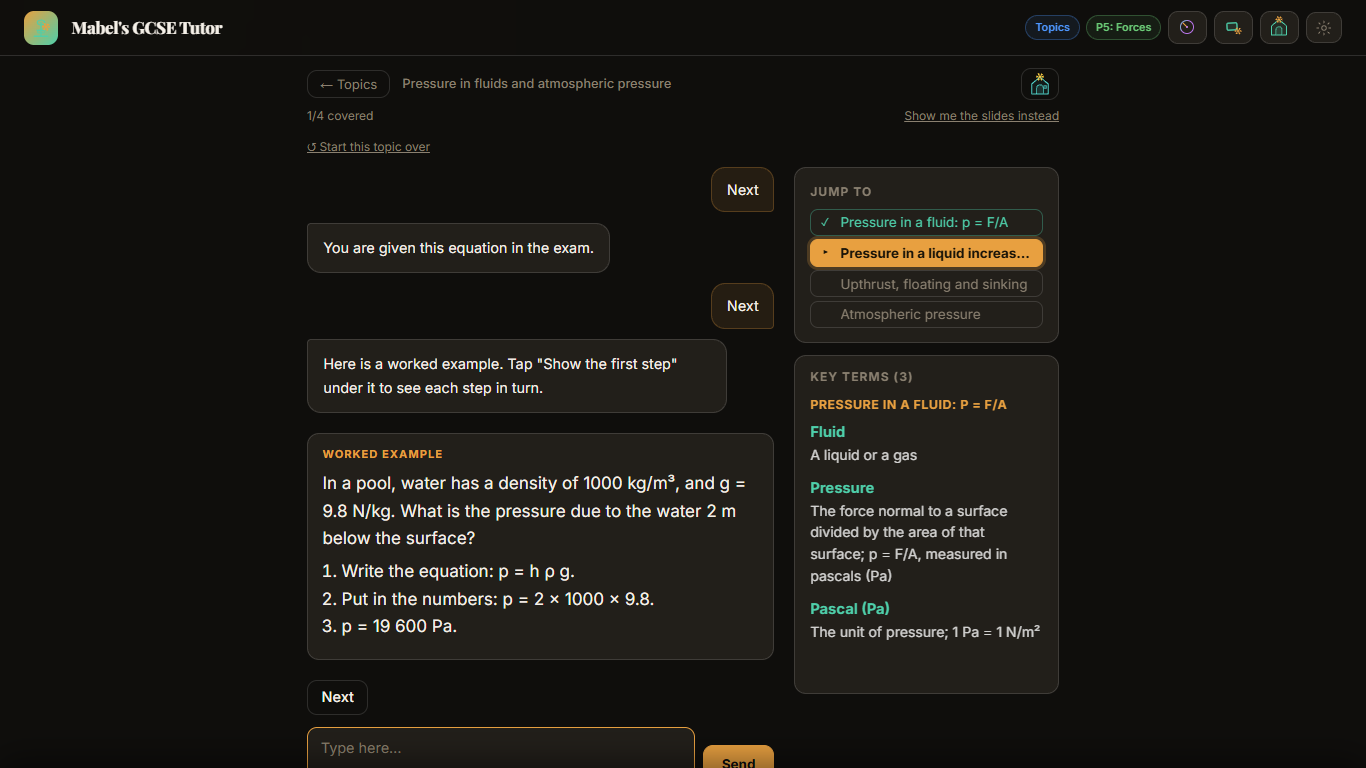 Mabel's GCSE Tutor
Topics
P5: Forces
← Topics
Pressure in fluids and atmospheric pressure
1/4 covered
Show me the slides instead
↺ Start this topic over
Next
You are given this equation in the exam.
Next
Here is a worked example. Tap "Show the first step"
under it to see each step in turn.
WORKED EXAMPLE
In a pool, water has a density of 1000 kg/m³, and g =
9.8 N/kg. What is the pressure due to the water 2 m
below the surface?
1. Write the equation: p = h ρ g.
2. Put in the numbers: p = 2 × 1000 × 9.8.
3. p = 19 600 Pa.
Next
Type here...
Send
JUMP TO
✓ Pressure in a fluid: p = F/A
‣ Pressure in a liquid increas...
Upthrust, floating and sinking
Atmospheric pressure
KEY TERMS (3)
PRESSURE IN A FLUID: P = F/A
Fluid
A liquid or a gas
Pressure
The force normal to a surface
divided by the area of that
surface; p = F/A, measured in
pascals (Pa)
Pascal (Pa)
The unit of pressure; 1 Pa = 1 N/m²